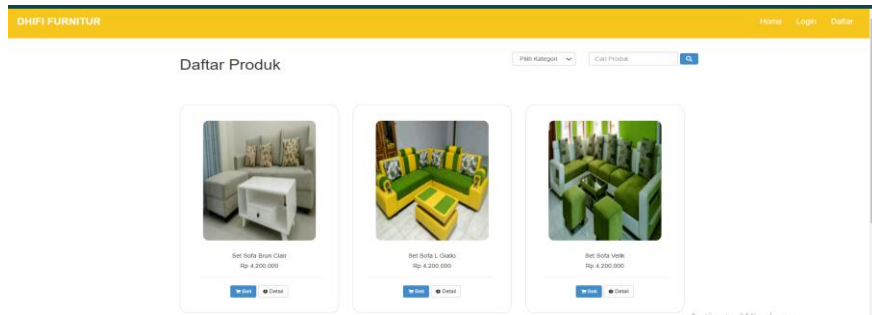 DHIFI FURNITUR
Home Login Daftar
Daftar Produk
Pilih Kategori
Cari Produk
Set Sofa Brun Clair
Rp 4,200,000
Beli Detail
Set Sofa L Giallo
Rp 4,200,000
Beli Detail
Set Sofa Velik
Rp 4,200,000
Beli Detail